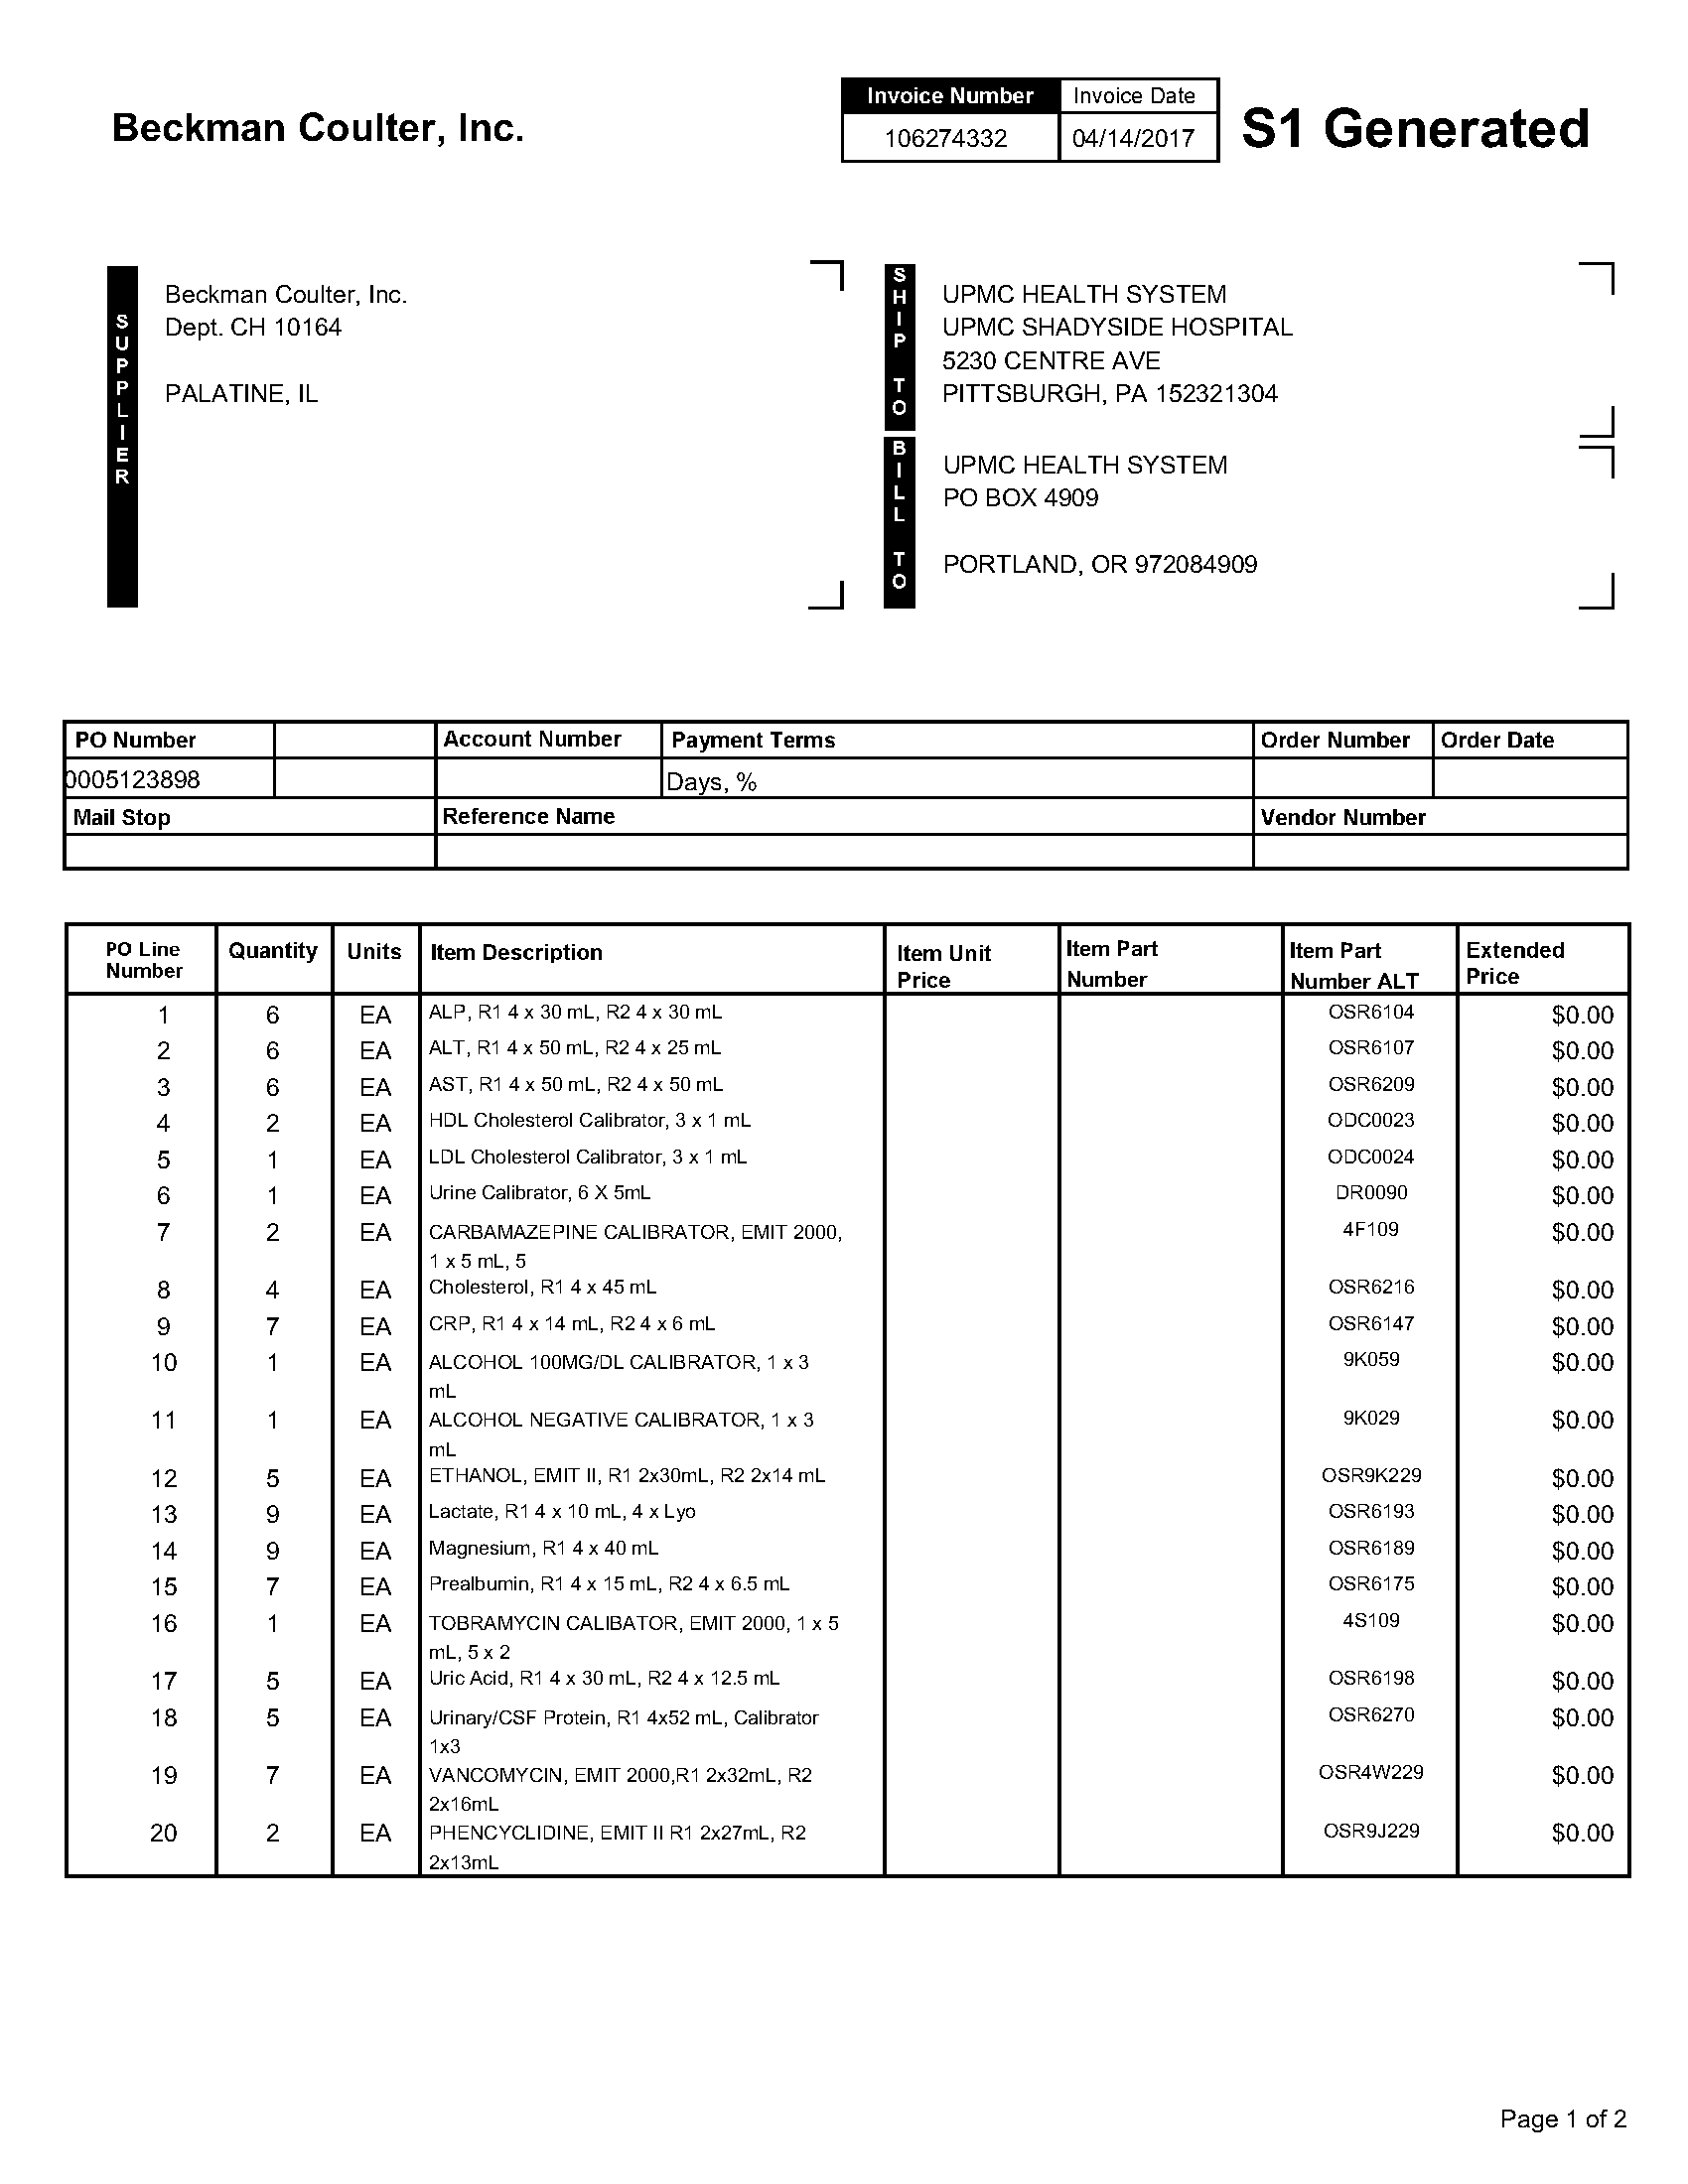 Beckman Coulter, Inc.
Invoice Number Invoice Date
106274332 04/14/2017
S1 Generated
SUPPLIER
Beckman Coulter, Inc.
Dept. CH 10164
PALATINE, IL
SHIP TO
UPMC HEALTH SYSTEM
UPMC SHADYSIDE HOSPITAL
5230 CENTRE AVE
PITTSBURGH, PA 152321304
BILL TO
UPMC HEALTH SYSTEM
PO BOX 4909
PORTLAND, OR 972084909
PO Number Account Number Payment Terms Order Number Order Date
0005123898 Days, %
Mail Stop Reference Name Vendor Number
PO Line Number Quantity Units Item Description Item Unit Price Item Part Number Item Part Number ALT Extended Price
1 6 EA ALP, R1 4 x 30 mL, R2 4 x 30 mL OSR6104 $0.00
2 6 EA ALT, R1 4 x 50 mL, R2 4 x 25 mL OSR6107 $0.00
3 6 EA AST, R1 4 x 50 mL, R2 4 x 50 mL OSR6209 $0.00
4 2 EA HDL Cholesterol Calibrator, 3 x 1 mL ODC0023 $0.00
5 1 EA LDL Cholesterol Calibrator, 3 x 1 mL ODC0024 $0.00
6 1 EA Urine Calibrator, 6 X 5mL DR0090 $0.00
7 2 EA CARBAMAZEPINE CALIBRATOR, EMIT 2000, 4F109 $0.00
1 x 5 mL, 5
8 4 EA Cholesterol, R1 4 x 45 mL OSR6216 $0.00
9 7 EA CRP, R1 4 x 14 mL, R2 4 x 6 mL OSR6147 $0.00
10 1 EA ALCOHOL 100MG/DL CALIBRATOR, 1 x 3 9K059 $0.00
mL
11 1 EA ALCOHOL NEGATIVE CALIBRATOR, 1 x 3 9K029 $0.00
mL
12 5 EA ETHANOL, EMIT II, R1 2x30mL, R2 2x14 mL OSR9K229 $0.00
13 9 EA Lactate, R1 4 x 10 mL, 4 x Lyo OSR6193 $0.00
14 9 EA Magnesium, R1 4 x 40 mL OSR6189 $0.00
15 7 EA Prealbumin, R1 4 x 15 mL, R2 4 x 6.5 mL OSR6175 $0.00
16 1 EA TOBRAMYCIN CALIBATOR, EMIT 2000, 1 x 5 4S109 $0.00
mL, 5 x 2
17 5 EA Uric Acid, R1 4 x 30 mL, R2 4 x 12.5 mL OSR6198 $0.00
18 5 EA Urinary/CSF Protein, R1 4x52 mL, Calibrator OSR6270 $0.00
1x3
19 7 EA VANCOMYCIN, EMIT 2000,R1 2x32mL, R2 OSR4W229 $0.00
2x16mL
20 2 EA PHENCYCLIDINE, EMIT II R1 2x27mL, R2 OSR9J229 $0.00
2x13mL
Page 1 of 2